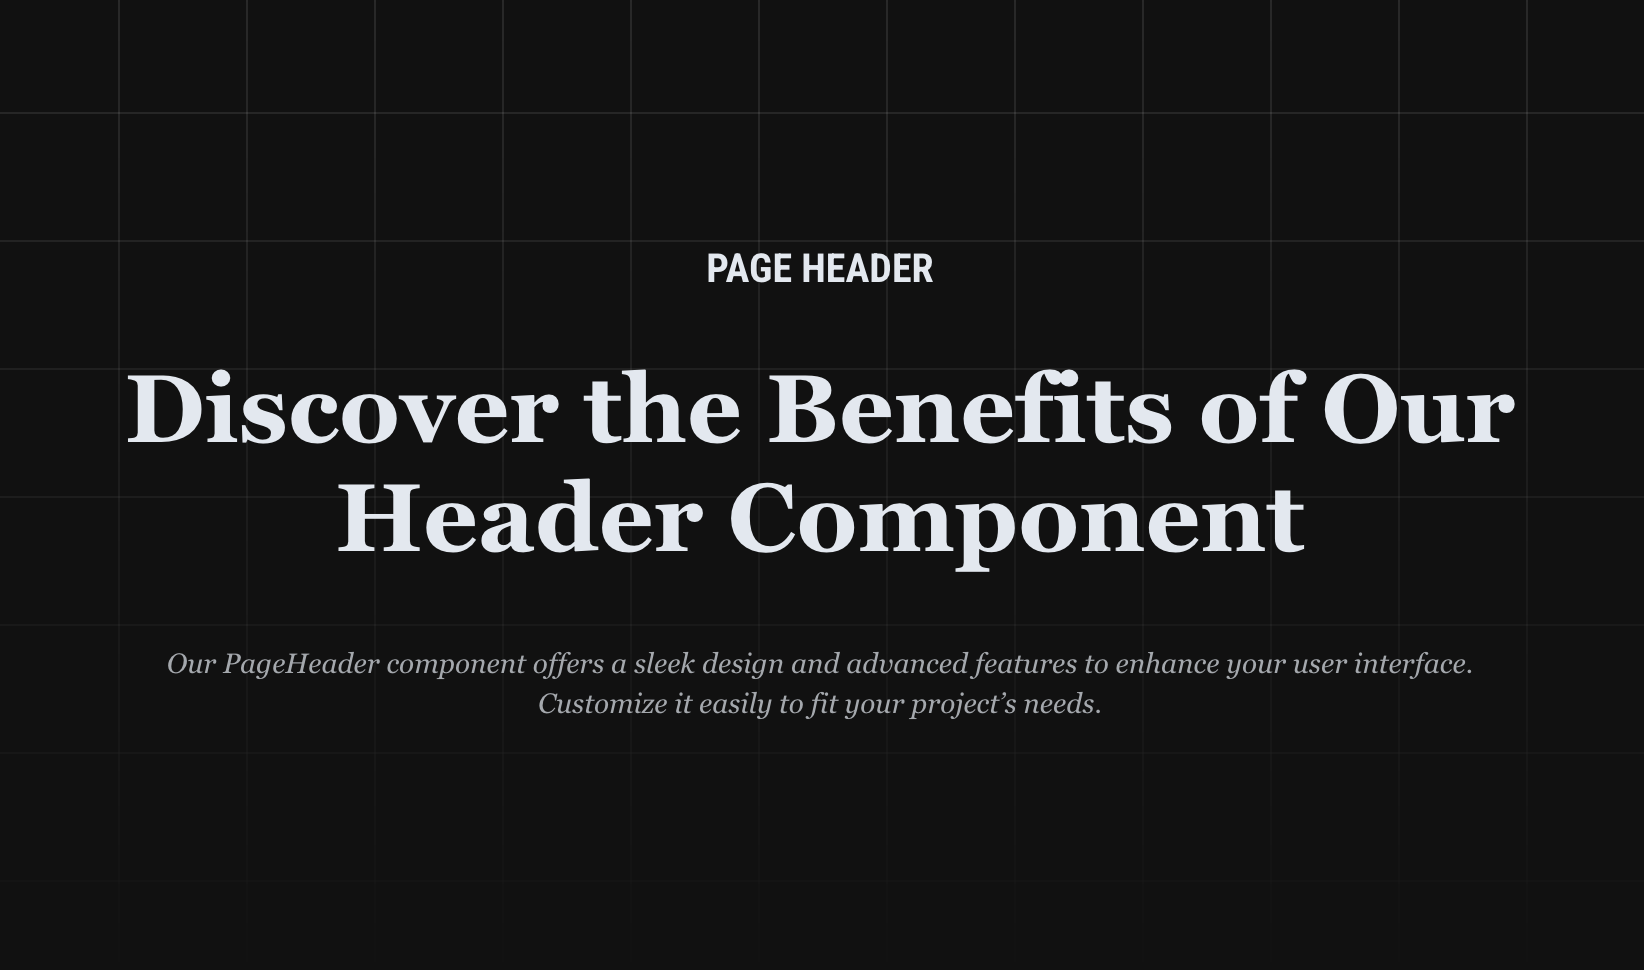 PAGE HEADER
Discover the Benefits of Our
Header Component
Our PageHeader component offers a sleek design and advanced features to enhance your user interface.
Customize it easily to fit your project’s needs.